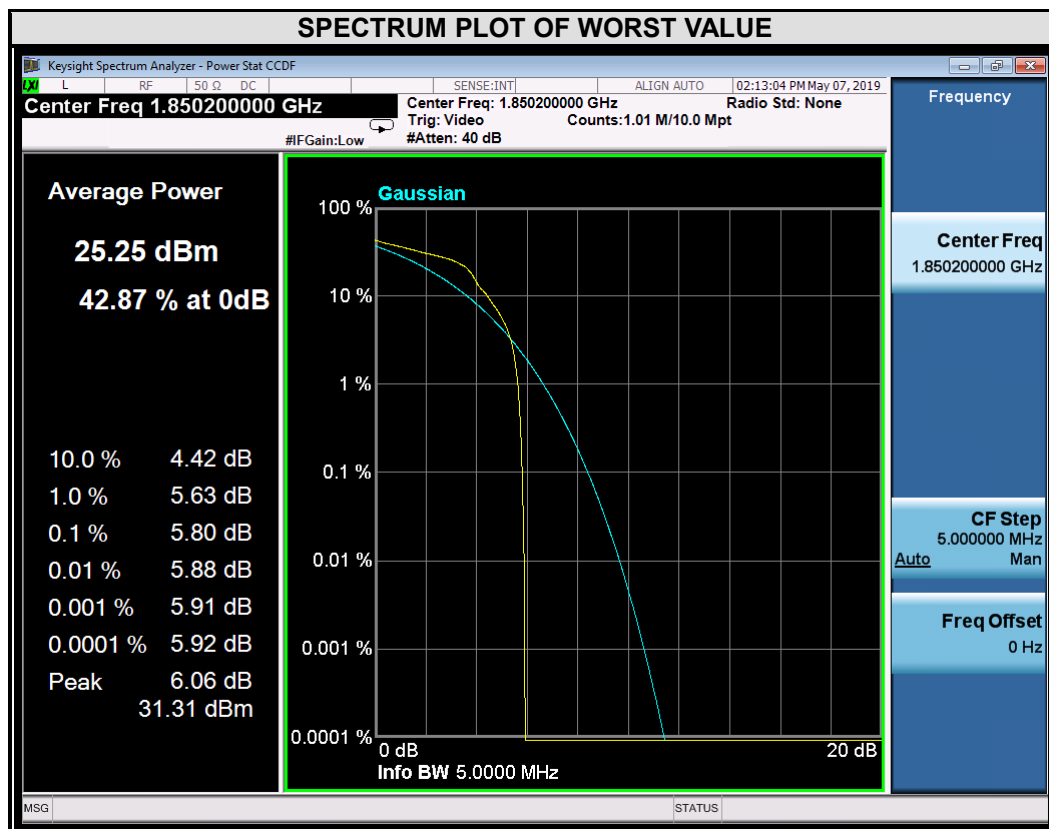 SPECTRUM PLOT OF WORST VALUE
Keysight Spectrum Analyzer - Power Stat CCDF
LXI L RF 50 Ω DC SENSE:INT ALIGN AUTO 02:13:04 PM May 07, 2019
Center Freq 1.850200000 GHz
Center Freq: 1.850200000 GHz Radio Std: None
Trig: Video Counts:1.01 M/10.0 Mpt
#IFGain:Low #Atten: 40 dB
Frequency
Average Power
25.25 dBm
42.87 % at 0dB
10.0 % 4.42 dB
1.0 % 5.63 dB
0.1 % 5.80 dB
0.01 % 5.88 dB
0.001 % 5.91 dB
0.0001 % 5.92 dB
Peak 6.06 dB
31.31 dBm
Gaussian
100 %
10 %
1 %
0.1 %
0.01 %
0.001 %
0.0001 %
0 dB 20 dB
Info BW 5.0000 MHz
Center Freq
1.850200000 GHz
CF Step
5.000000 MHz
Auto Man
Freq Offset
0 Hz
MSG STATUS